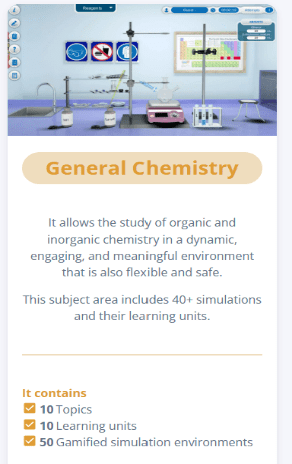 General Chemistry
It allows the study of organic and
inorganic chemistry in a dynamic,
engaging, and meaningful environment
that is also flexible and safe.
This subject area includes 40+ simulations
and their learning units.
It contains
10 Topics
10 Learning units
50 Gamified simulation environments